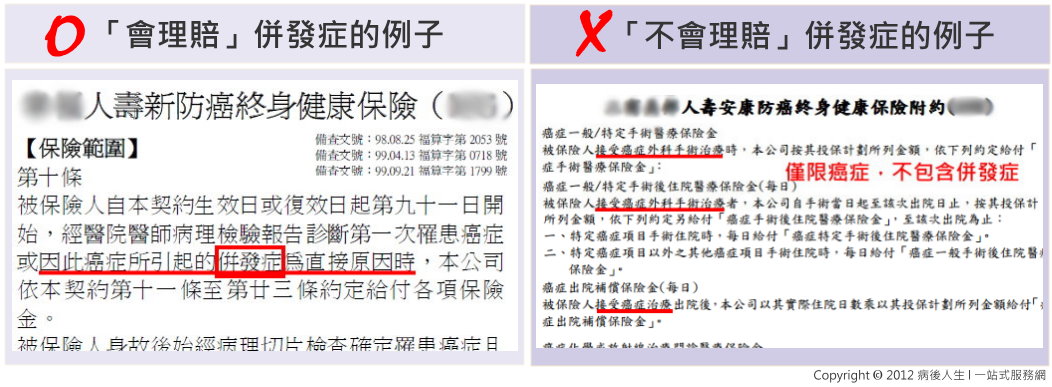 O「會理賠」併發症的例子
人壽新防癌終身健康保險（ ）
【保險範圍】
備查文號：98.08.25 福算字第 2053 號
備查文號：99.04.13 福算字第 0718 號
備查文號：99.09.21 福算字第 1799 號
第十條
被保險人自本契約生效日或復效日起第九十一日開
始，經醫院醫師病理檢驗報告診斷第一次罹患癌症
或因此癌症所引起的併發症為直接原因時，本公司
依本契約第十一條至第廿三條約定給付各項保險
金。
被保險人身故後始經病理切片檢查確定罹患癌症且
X「不會理賠」併發症的例子
人壽安康防癌終身健康保險附約( )
癌症一般/特定手術醫療保險金
被保險人接受癌症外科手術治療時，本公司按其投保計劃所列金額，依下列約定給付「
症手術醫療保險金」：
僅限癌症，不包含併發症
癌症一般/特定手術後住院醫療保險金(每日)
被保險人接受癌症外科手術治療者，本公司自手術當日起至該次出院日止，按其投保計
所列金額，依下列約定另給付「癌症手術後住院醫療保險金」，至該次出院為止：
一、特定癌症項目手術住院時，每日給付「癌症特定手術後住院醫療保險金」。
二、特定癌症項目以外之其他癌症項目手術住院時，每日給付「癌症一般手術後住院醫
保險金」。
癌症出院補償保險金(每日)
被保險人接受癌症治療出院後，本公司以其實際住院日數乘以其投保計劃所列金額給付「
症出院補償保險金」。
癌症化學或放射線治療門診醫療保險金
Copyright © 2012 病後人生 l 一站式服務網